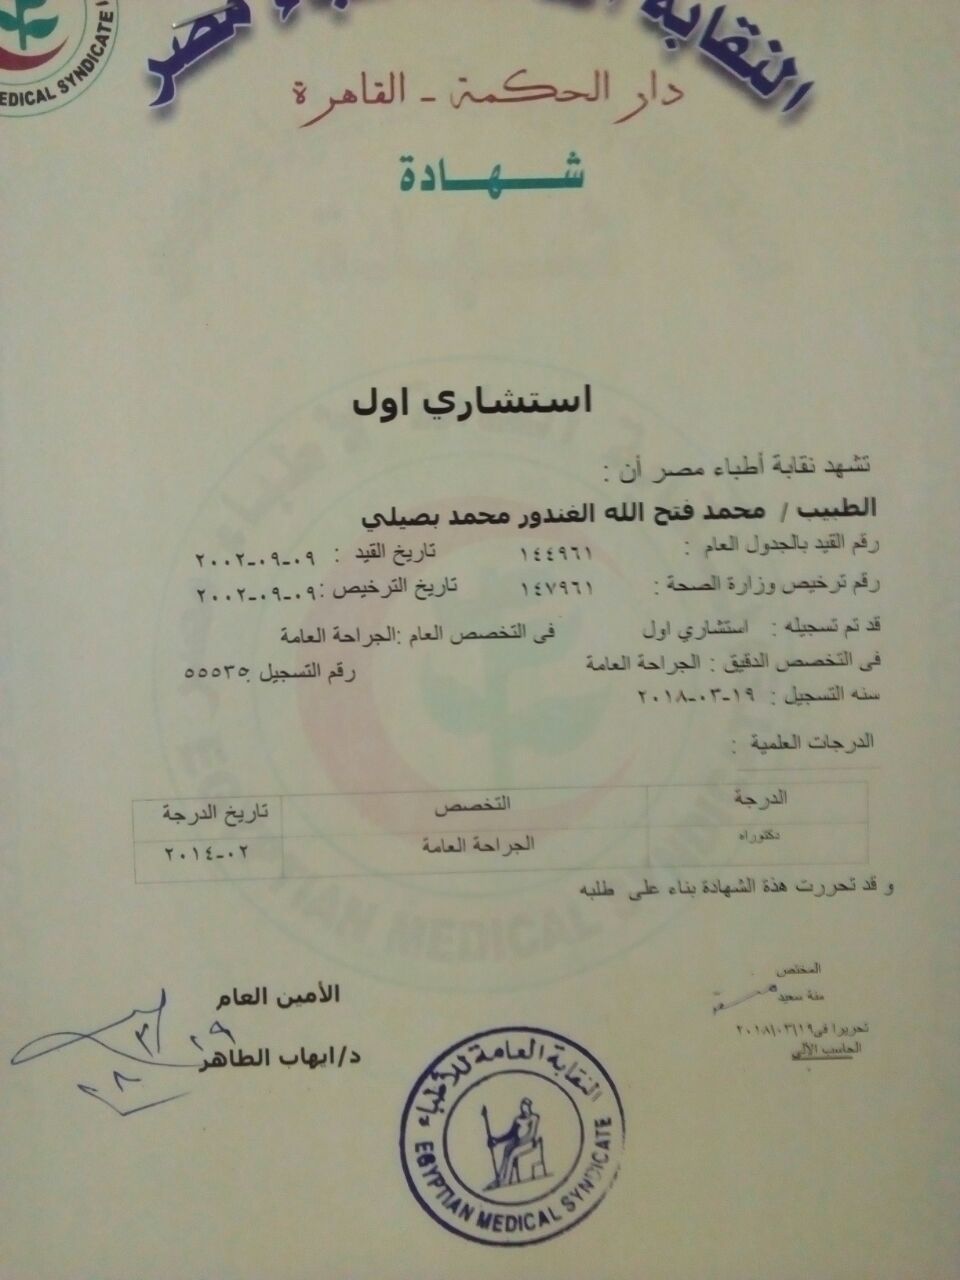 EDICAL SYNDICATE
النقابة
مصر
دار الحكمة - القاهرة
شهادة
استشاري اول
تشهد نقابة أطباء مصر أن :
الطبيب / محمد فتح الله الغندور محمد بصيلي
رقم القيد بالجدول العام : ١٤٤٩٦١ تاريخ القيد : ٠٩-٠٩-٢٠٠٢
رقم ترخيص وزارة الصحة : ١٤٧٩٦١ تاريخ الترخيص : ٠٩-٠٩-٢٠٠٢
قد تم تسجيله : استشاري اول فى التخصص العام :الجراحة العامة
فى التخصص الدقيق : الجراحة العامة رقم التسجيل : ٥٥٥٣٥
سنه التسجيل : ١٩-٠٣-٢٠١٨
الدرجات العلمية :
الدرجة التخصص تاريخ الدرجة
دكتوراه الجراحة العامة ٠٢-٢٠١٤
و قد تحررت هذة الشهادة بناء على طلبه
المختص
منة سعيد
تحريرا فى ٢٠١٨/٠٣/١٩
الحاسب الآلي
الأمين العام
د/ايهاب الطاهر
النقابة العامة للأطباء
EGYPTIAN MEDICAL SYNDICATE